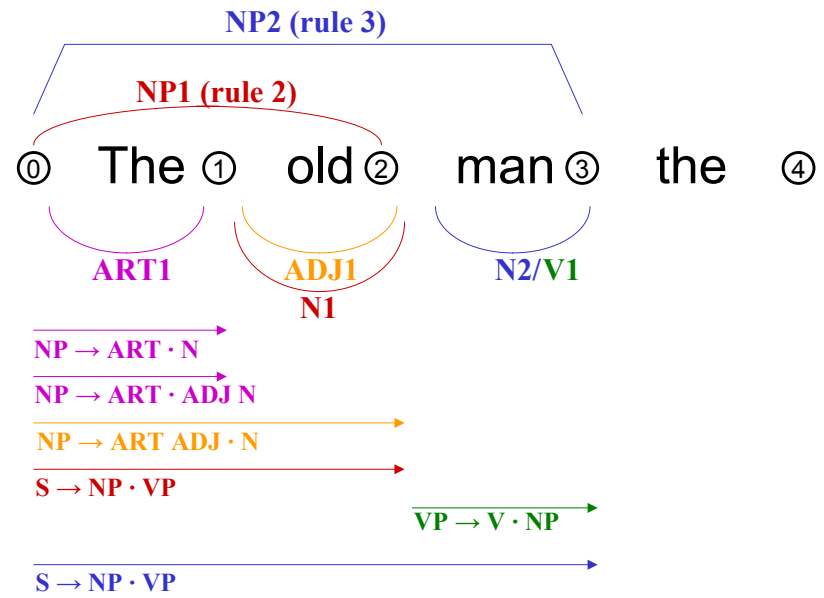 NP2 (rule 3)
NP1 (rule 2)
0 The 1 old 2 man 3 the 4
ART1 ADJ1 N2/V1
N1
NP → ART · N
NP → ART · ADJ N
NP → ART ADJ · N
S → NP · VP
VP → V · NP
S → NP · VP